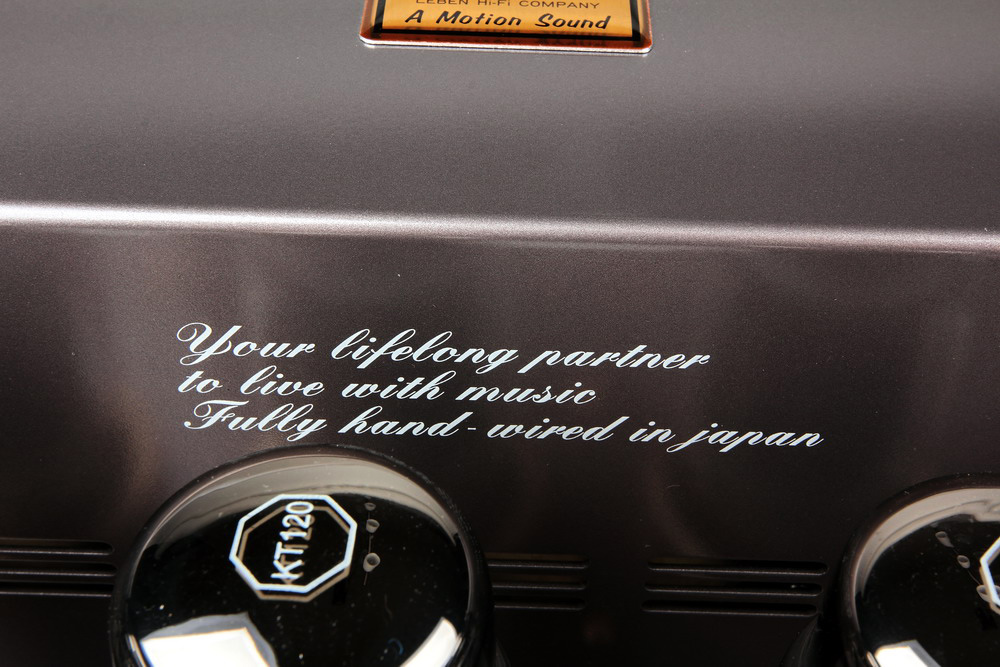 LEBEN Hi-Fi COMPANY
A Motion Sound
Your lifelong partner
to live with music
Fully hand-wired in japan
KT120